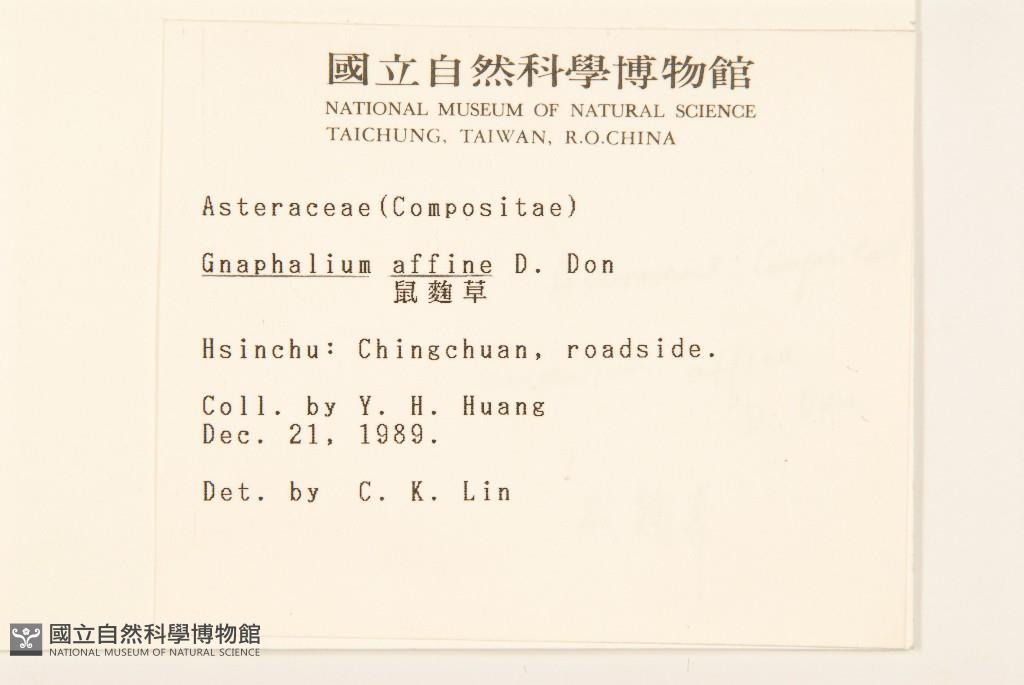 國立自然科學博物館
NATIONAL MUSEUM OF NATURAL SCIENCE
TAICHUNG, TAIWAN, R.O.CHINA
Asteraceae(Compositae)
Gnaphalium affine D. Don
鼠麴草
Hsinchu: Chingchuan, roadside.
Coll. by Y. H. Huang
Dec. 21, 1989.
Det. by C. K. Lin
國立自然科學博物館
NATIONAL MUSEUM OF NATURAL SCIENCE